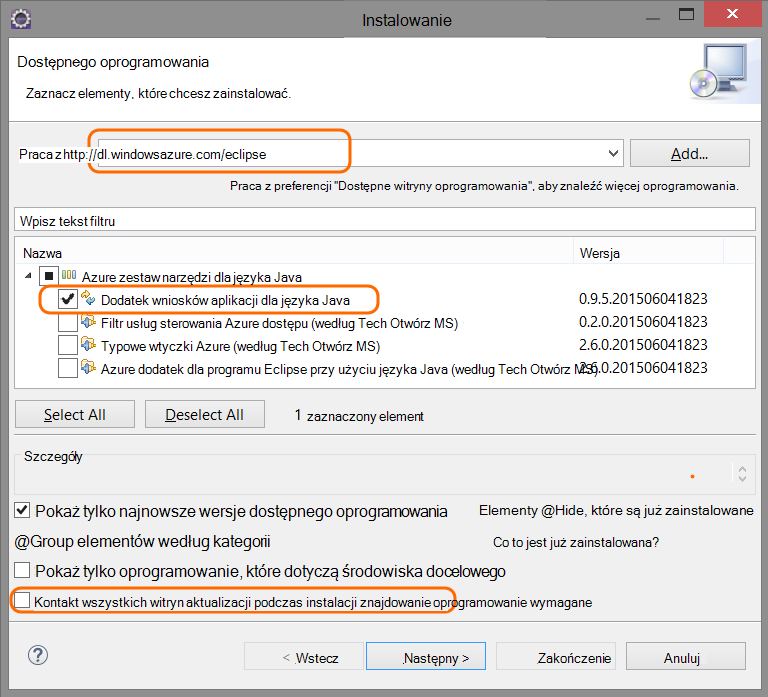 Instalowanie
Dostępnego oprogramowania
Zaznacz elementy, które chcesz zainstalować.
Praca z http://dl.windowsazure.com/eclipse
Add...
Praca z preferencji "Dostępne witryny oprogramowania", aby znaleźć więcej oprogramowania.
Wpisz tekst filtru
Nazwa Wersja
Azure zestaw narzędzi dla języka Java
Dodatek wniosków aplikacji dla języka Java 0.9.5.201506041823
Filtr usług sterowania Azure dostępu (według Tech Otwórz MS) 0.2.0.201506041823
Typowe wtyczki Azure (według Tech Otwórz MS) 2.6.0.201506041823
Azure dodatek dla programu Eclipse przy użyciu języka Java (według Tech Otwórz MS) 2.6.0.201506041823
Select All Deselect All 1 zaznaczony element
Szczegóły
Pokaż tylko najnowsze wersje dostępnego oprogramowania Elementy @Hide, które są już zainstalowane
@Group elementów według kategorii Co to jest już zainstalowana?
Pokaż tylko oprogramowanie, które dotyczą środowiska docelowego
Kontakt wszystkich witryn aktualizacji podczas instalacji znajdowanie oprogramowanie wymagane
? < Wstecz Następny > Zakończenie Anuluj